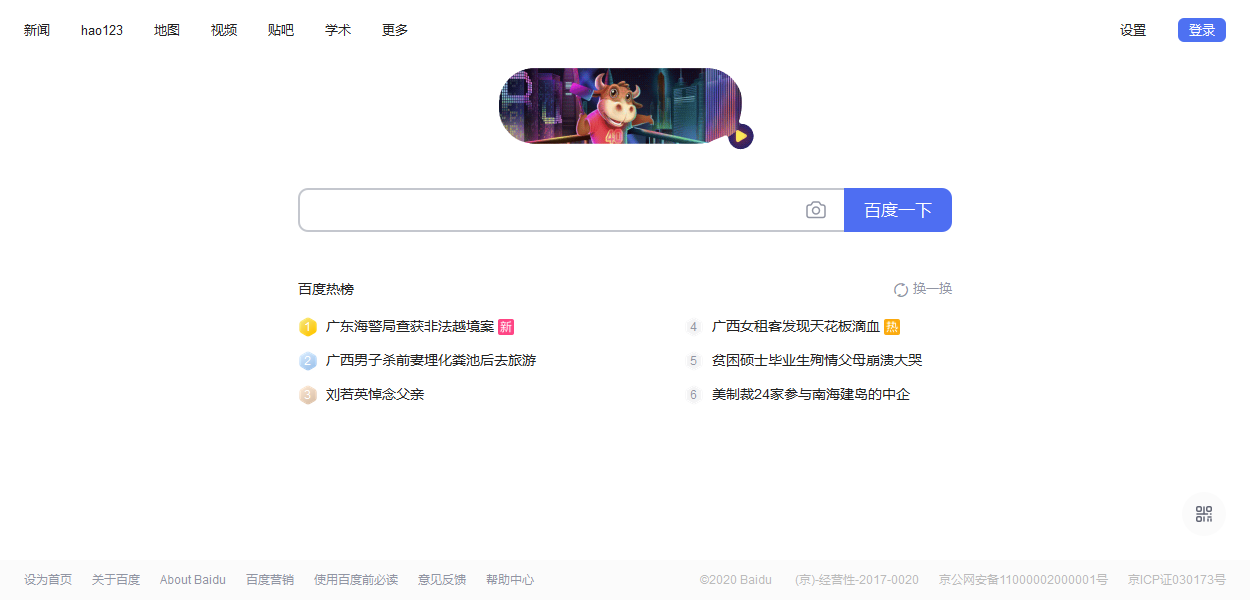 新闻 hao123 地图 视频 贴吧 学术 更多 设置 登录
40
百度一下
百度热榜 换一换
1 广东海警局查获非法越境案 新
2 广西男子杀前妻埋化粪池后去旅游
3 刘若英悼念父亲
4 广西女租客发现天花板滴血 热
5 贫困硕士毕业生殉情父母崩溃大哭
6 美制裁24家参与南海建岛的中企
设为首页 关于百度 About Baidu 百度营销 使用百度前必读 意见反馈 帮助中心 ©2020 Baidu (京)-经营性-2017-0020 京公网安备11000002000001号 京ICP证030173号